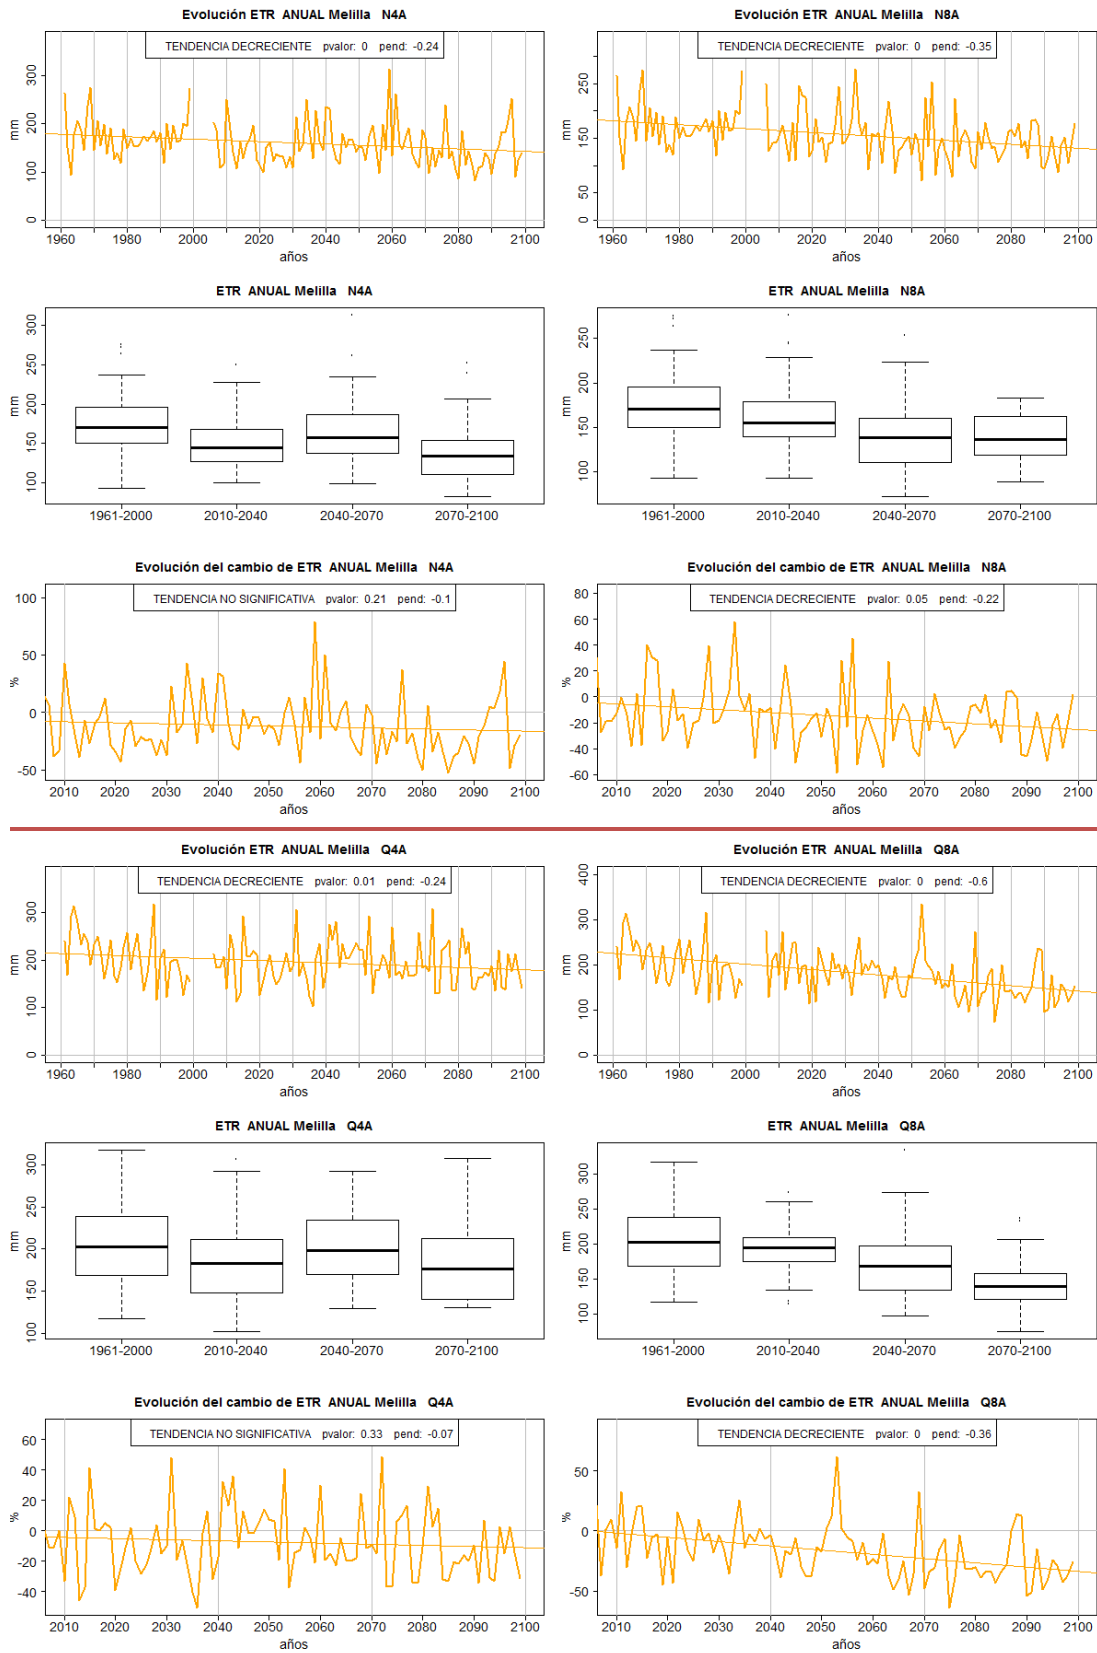 Evolución ETR ANUAL Melilla N4A
TENDENCIA DECRECIENTE pvalor: 0 pend: -0.24
mm
300
200
100
0
1960 1980 2000 2020 2040 2060 2080 2100
años
Evolución ETR ANUAL Melilla N8A
TENDENCIA DECRECIENTE pvalor: 0 pend: -0.35
mm
250
150
50
0
1960 1980 2000 2020 2040 2060 2080 2100
años
ETR ANUAL Melilla N4A
mm
300
250
200
150
100
1961-2000 2010-2040 2040-2070 2070-2100
ETR ANUAL Melilla N8A
mm
250
200
150
100
1961-2000 2010-2040 2040-2070 2070-2100
Evolución del cambio de ETR ANUAL Melilla N4A
TENDENCIA NO SIGNIFICATIVA pvalor: 0.21 pend: -0.1
%
100
50
0
-50
2010 2020 2030 2040 2050 2060 2070 2080 2090 2100
años
Evolución del cambio de ETR ANUAL Melilla N8A
TENDENCIA DECRECIENTE pvalor: 0.05 pend: -0.22
%
80
60
40
20
0
-20
-40
-60
2010 2020 2030 2040 2050 2060 2070 2080 2090 2100
años
Evolución ETR ANUAL Melilla Q4A
TENDENCIA DECRECIENTE pvalor: 0.01 pend: -0.24
mm
300
200
100
0
1960 1980 2000 2020 2040 2060 2080 2100
años
Evolución ETR ANUAL Melilla Q8A
TENDENCIA DECRECIENTE pvalor: 0 pend: -0.6
mm
400
300
200
100
0
1960 1980 2000 2020 2040 2060 2080 2100
años
ETR ANUAL Melilla Q4A
mm
300
250
200
150
100
1961-2000 2010-2040 2040-2070 2070-2100
ETR ANUAL Melilla Q8A
mm
300
250
200
150
100
1961-2000 2010-2040 2040-2070 2070-2100
Evolución del cambio de ETR ANUAL Melilla Q4A
TENDENCIA NO SIGNIFICATIVA pvalor: 0.33 pend: -0.07
%
60
40
20
0
-20
-40
2010 2020 2030 2040 2050 2060 2070 2080 2090 2100
años
Evolución del cambio de ETR ANUAL Melilla Q8A
TENDENCIA DECRECIENTE pvalor: 0 pend: -0.36
%
50
0
-50
2010 2020 2030 2040 2050 2060 2070 2080 2090 2100
años